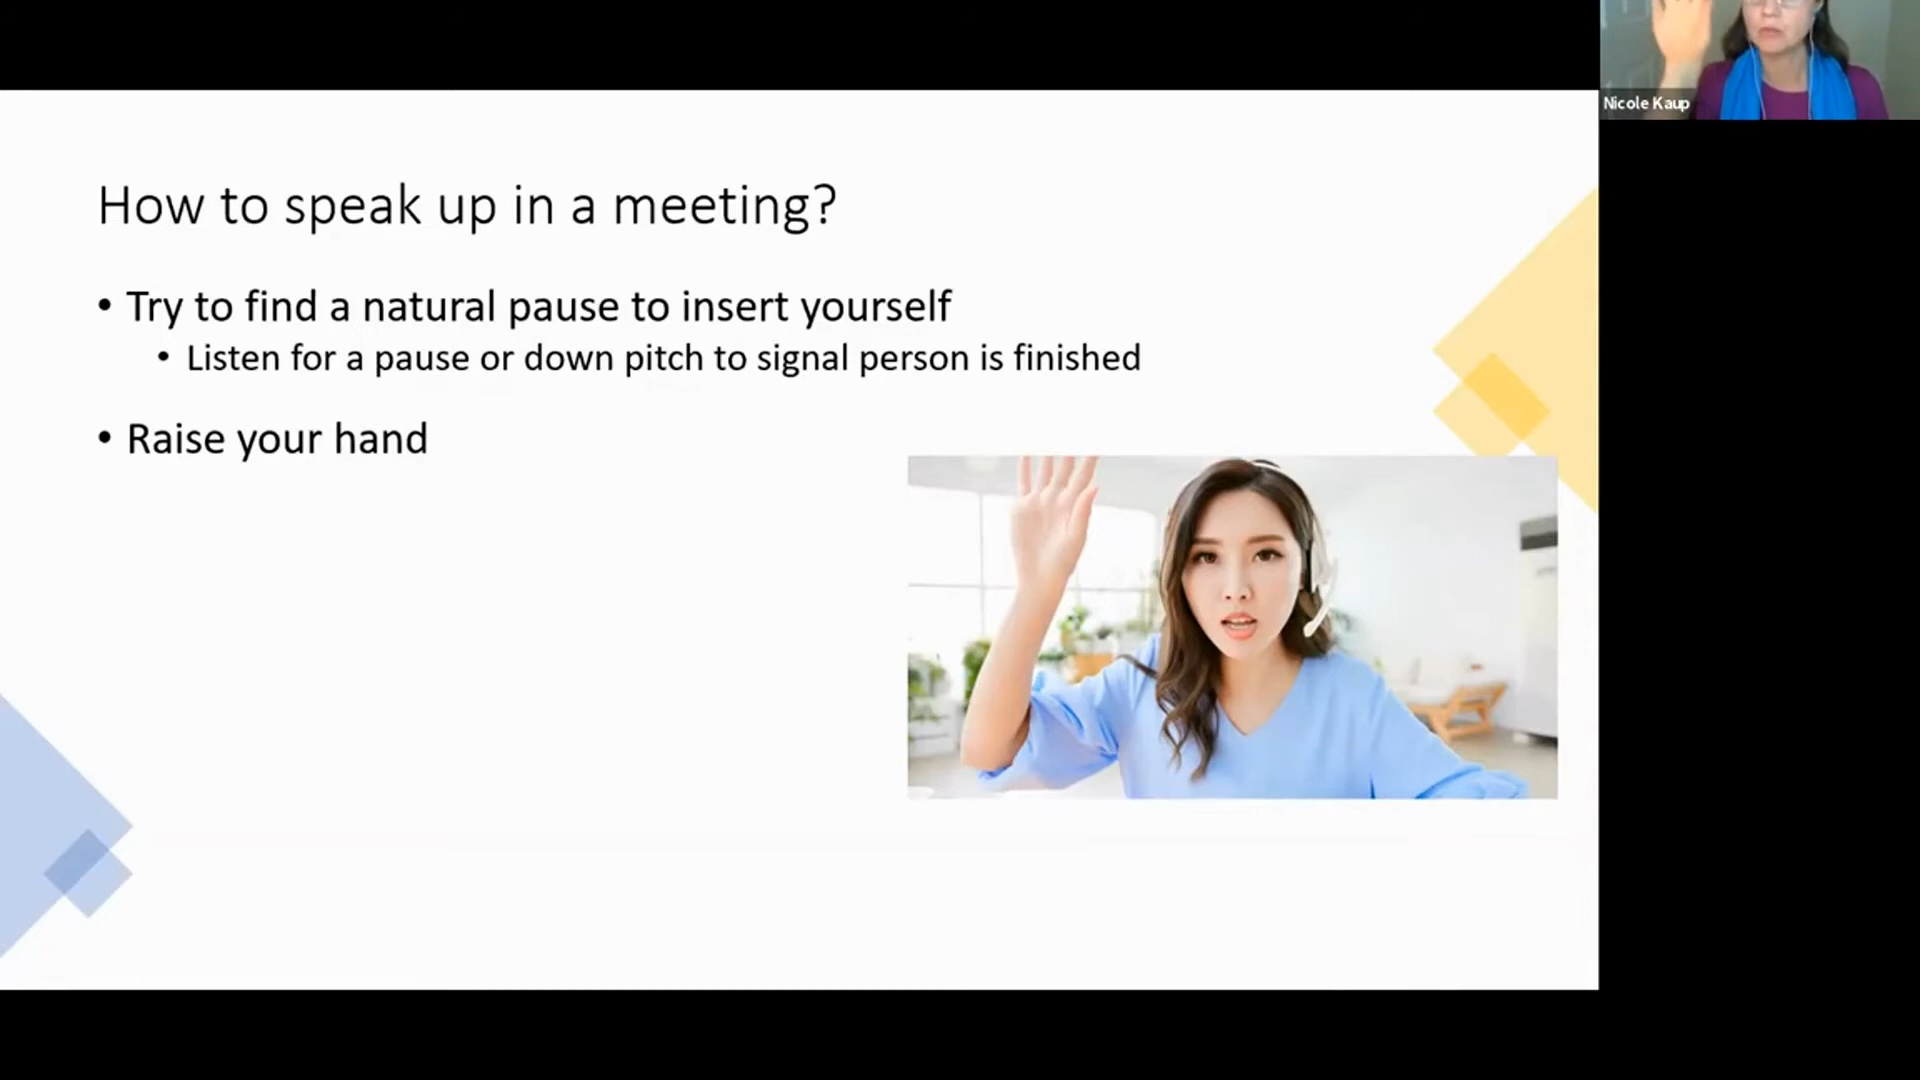 Nicole Kaup
How to speak up in a meeting?
• Try to find a natural pause to insert yourself
• Listen for a pause or down pitch to signal person is finished
• Raise your hand